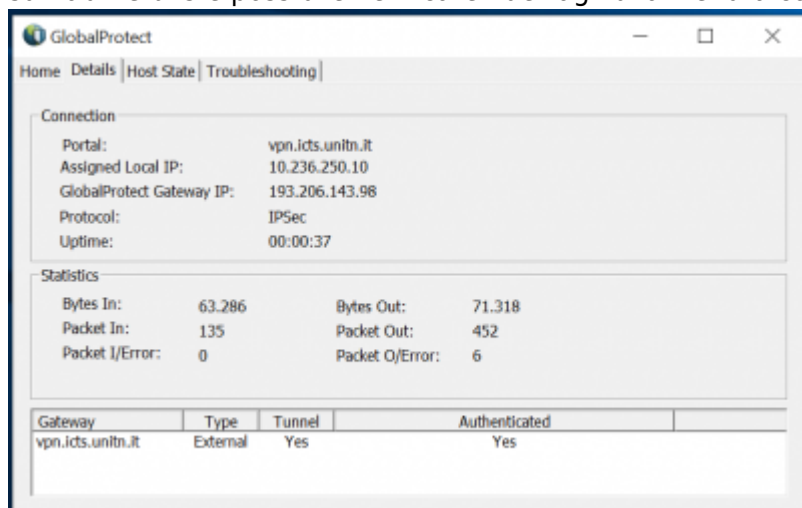 GlobalProtect
Home Details Host State Troubleshooting
Connection
Portal: vpn.icts.unitn.it
Assigned Local IP: 10.236.250.10
GlobalProtect Gateway IP: 193.206.143.98
Protocol: IPSec
Uptime: 00:00:37
Statistics
Bytes In: 63.286 Bytes Out: 71.318
Packet In: 135 Packet Out: 452
Packet I/Error: 0 Packet O/Error: 6
Gateway Type Tunnel Authenticated
vpn.icts.unitn.it External Yes Yes